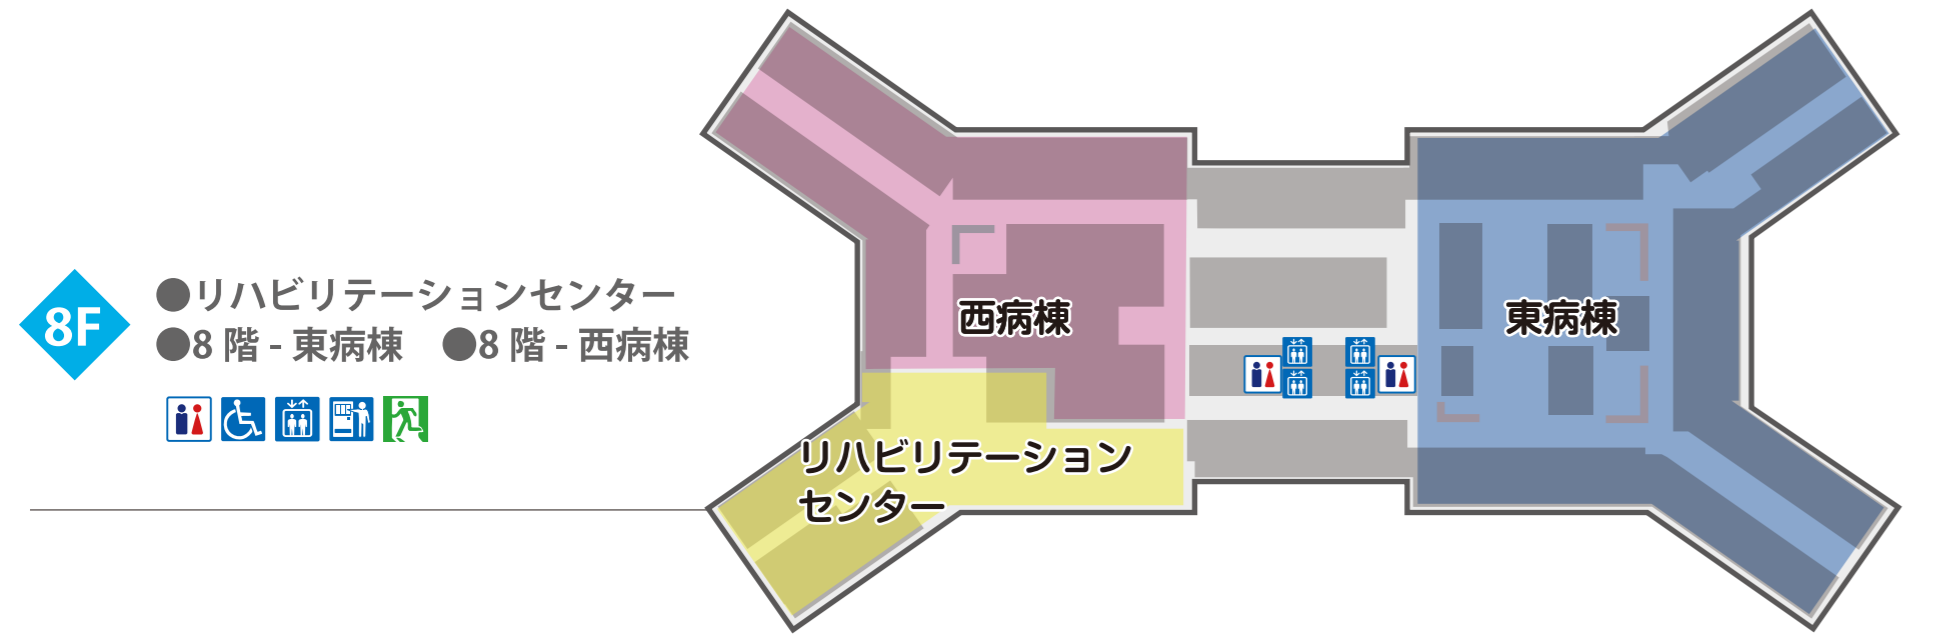 8F
●リハビリテーションセンター
●8 階 - 東病棟　●8 階 - 西病棟
西病棟
東病棟
リハビリテーション
センター